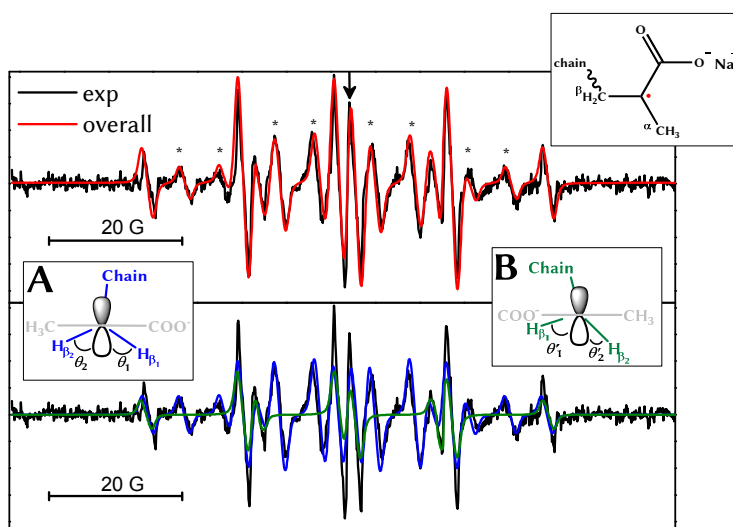 O
chain
O⁻ Na
βH₂C
α CH₃
exp
overall
* * * * * * * *
20 G
A
Chain
H₃C COO⁻
Hβ₂ Hβ₁
θ₂ θ₁
B
Chain
COO⁻ CH₃
Hβ₁ Hβ₂
θ'₁ θ'₂
20 G